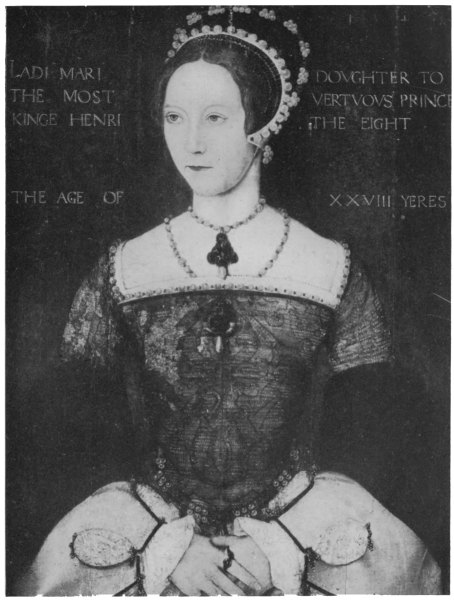 LADI MARI DOVGHTER TO
THE MOST VERTVOVS PRINCE
KINGE HENRI THE EIGHT
THE AGE OF XXVIII YERES